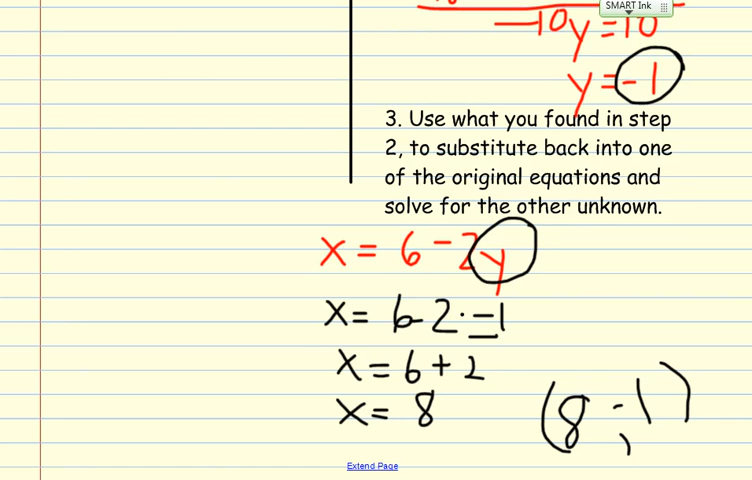 SMART Ink
-10y = 10
y = -1
3. Use what you found in step
2, to substitute back into one
of the original equations and
solve for the other unknown.
x = 6 - 2y
x = 6 - 2 · -1
x = 6 + 2
x = 8
(8, -1)
Extend Page